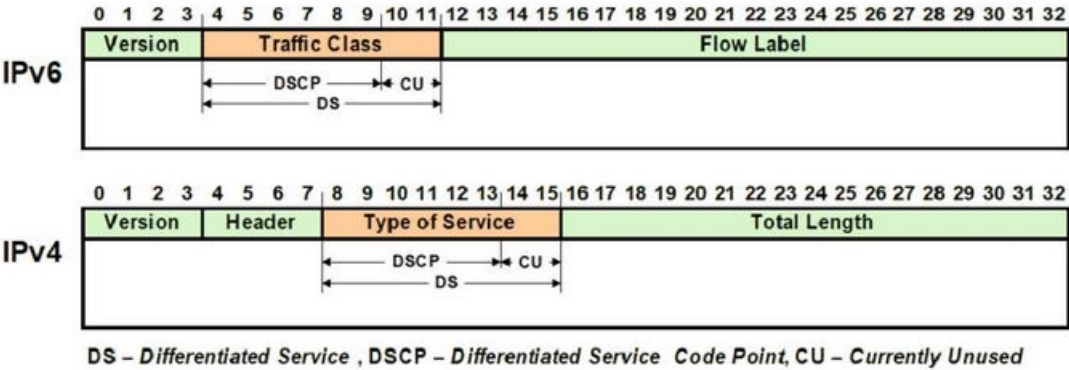 0 1 2 3 4 5 6 7 8 9 10 11 12 13 14 15 16 17 18 19 20 21 22 23 24 25 26 27 28 29 30 31 32
Version Traffic Class Flow Label
IPv6
DSCP CU
DS
0 1 2 3 4 5 6 7 8 9 10 11 12 13 14 15 16 17 18 19 20 21 22 23 24 25 26 27 28 29 30 31 32
Version Header Type of Service Total Length
IPv4
DSCP CU
DS
DS – Differentiated Service , DSCP – Differentiated Service Code Point, CU – Currently Unused